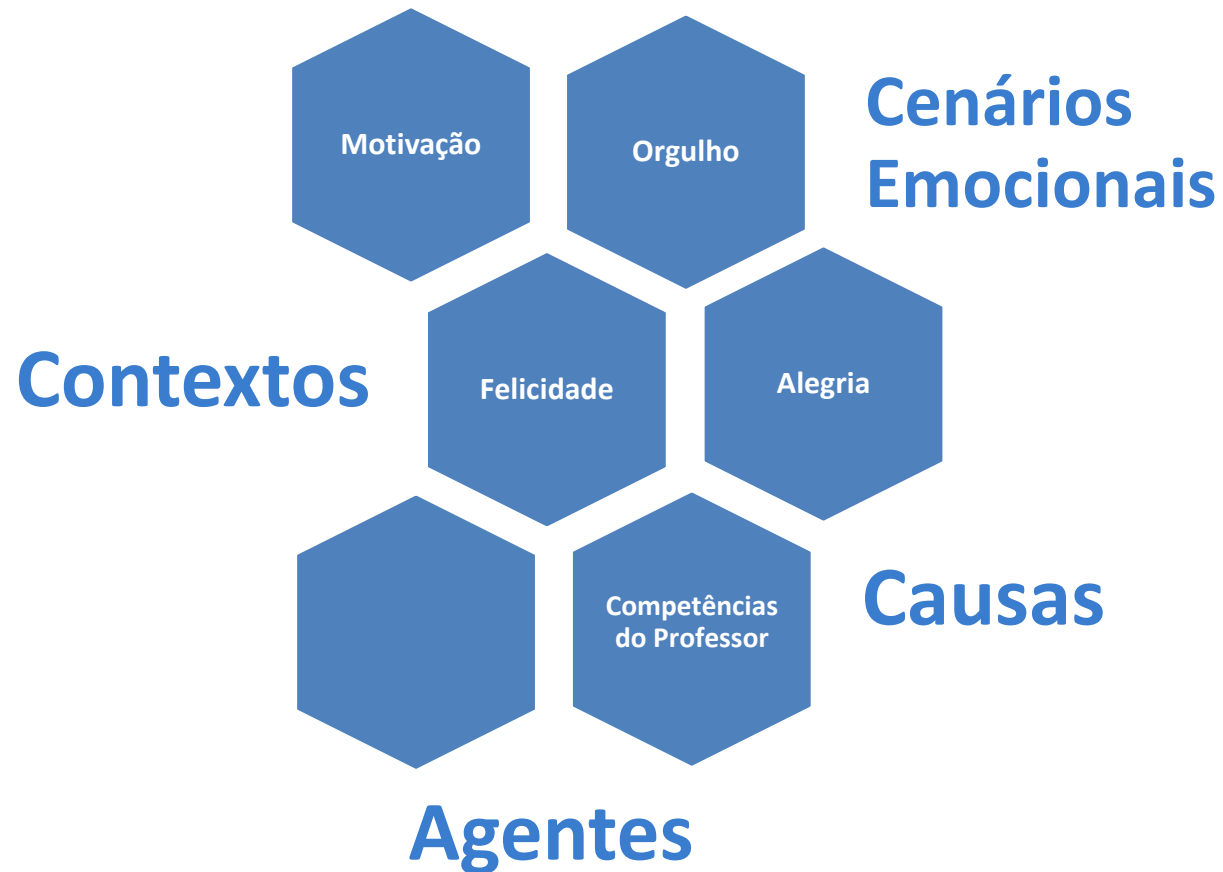 Motivação
Orgulho
Cenários
Emocionais
Contextos
Felicidade
Alegria
Competências
do Professor
Causas
Agentes